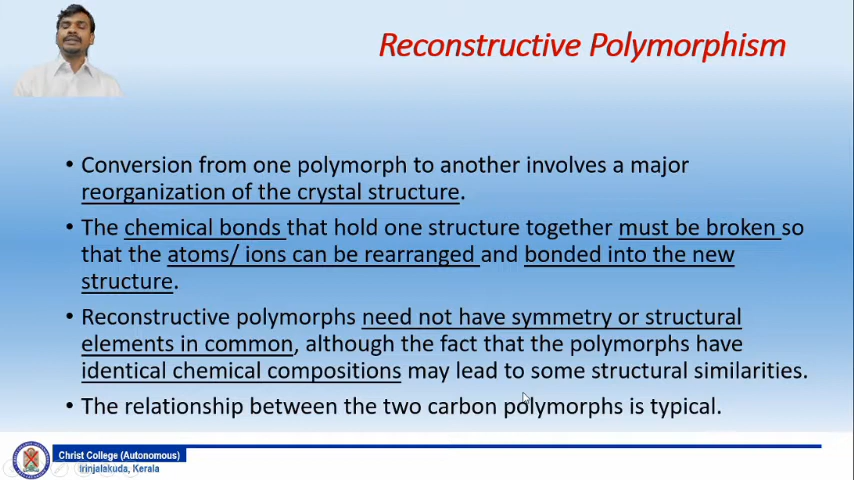 Reconstructive Polymorphism
• Conversion from one polymorph to another involves a major
reorganization of the crystal structure.
• The chemical bonds that hold one structure together must be broken so
that the atoms/ ions can be rearranged and bonded into the new
structure.
• Reconstructive polymorphs need not have symmetry or structural
elements in common, although the fact that the polymorphs have
identical chemical compositions may lead to some structural similarities.
• The relationship between the two carbon polymorphs is typical.
Christ College (Autonomous)
Irinjalakuda, Kerala